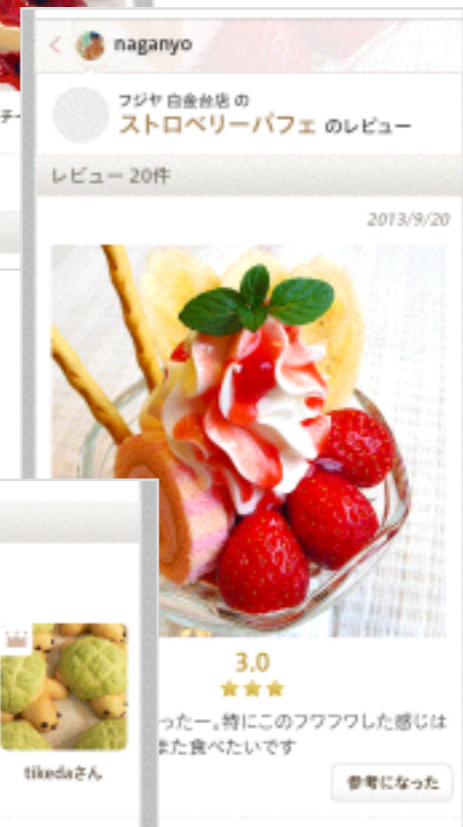 チー
naganyo
フジヤ 白金台店 の
ストロベリーパフェ のレビュー
レビュー 20件
2013/9/20
3.0
ったー。特にこのフワフワした感じは
また食べたいです
参考になった
tikedaさん